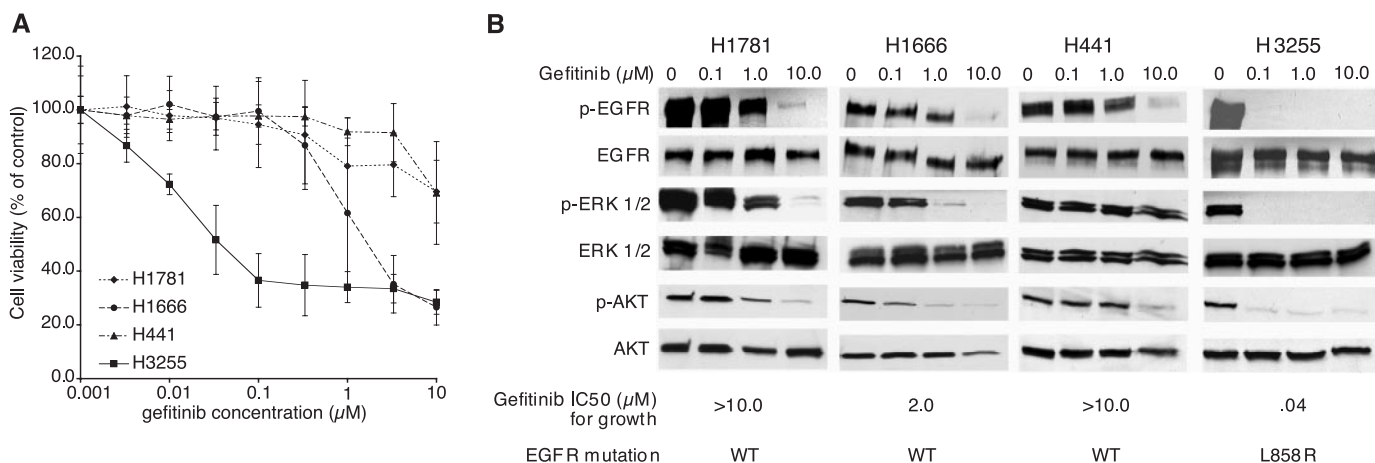 A
120.0
100.0
80.0
60.0
40.0
20.0
0.0
Cell viability (% of control)
H1781
H1666
H441
H3255
0.001 0.01 0.1 1 10
gefitinib concentration (µM)
B
H1781 H1666 H441 H3255
Gefitinib (µM) 0 0.1 1.0 10.0 0 0.1 1.0 10.0 0 0.1 1.0 10.0 0 0.1 1.0 10.0
p-EGFR
EGFR
p-ERK 1/2
ERK 1/2
p-AKT
AKT
Gefitinib IC50 (µM)
for growth
>10.0 2.0 >10.0 .04
EGFR mutation WT WT WT L858R